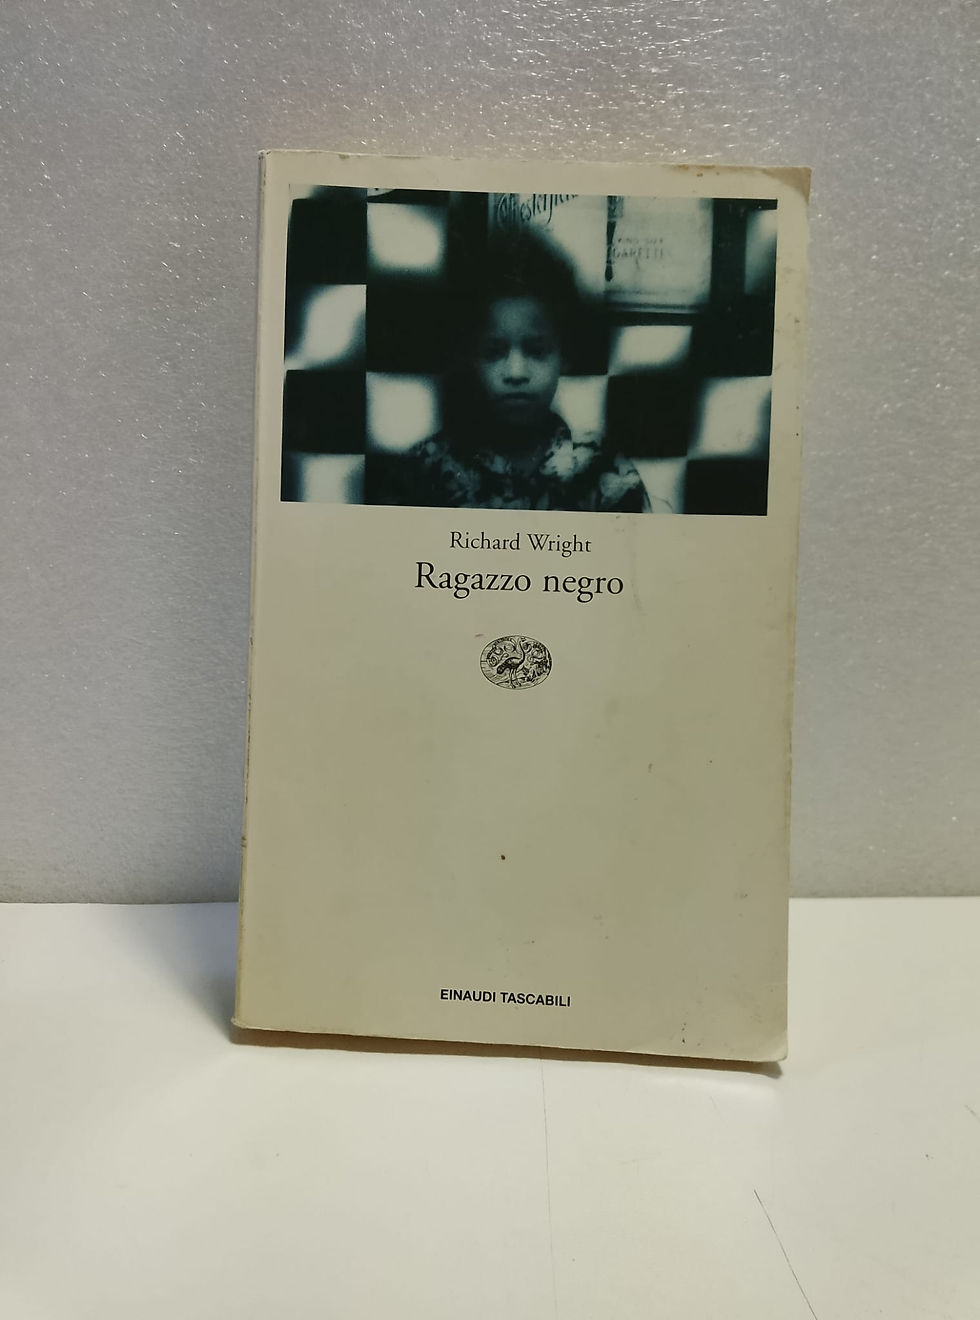 Richard Wright
Ragazzo negro
EINAUDI TASCABILI